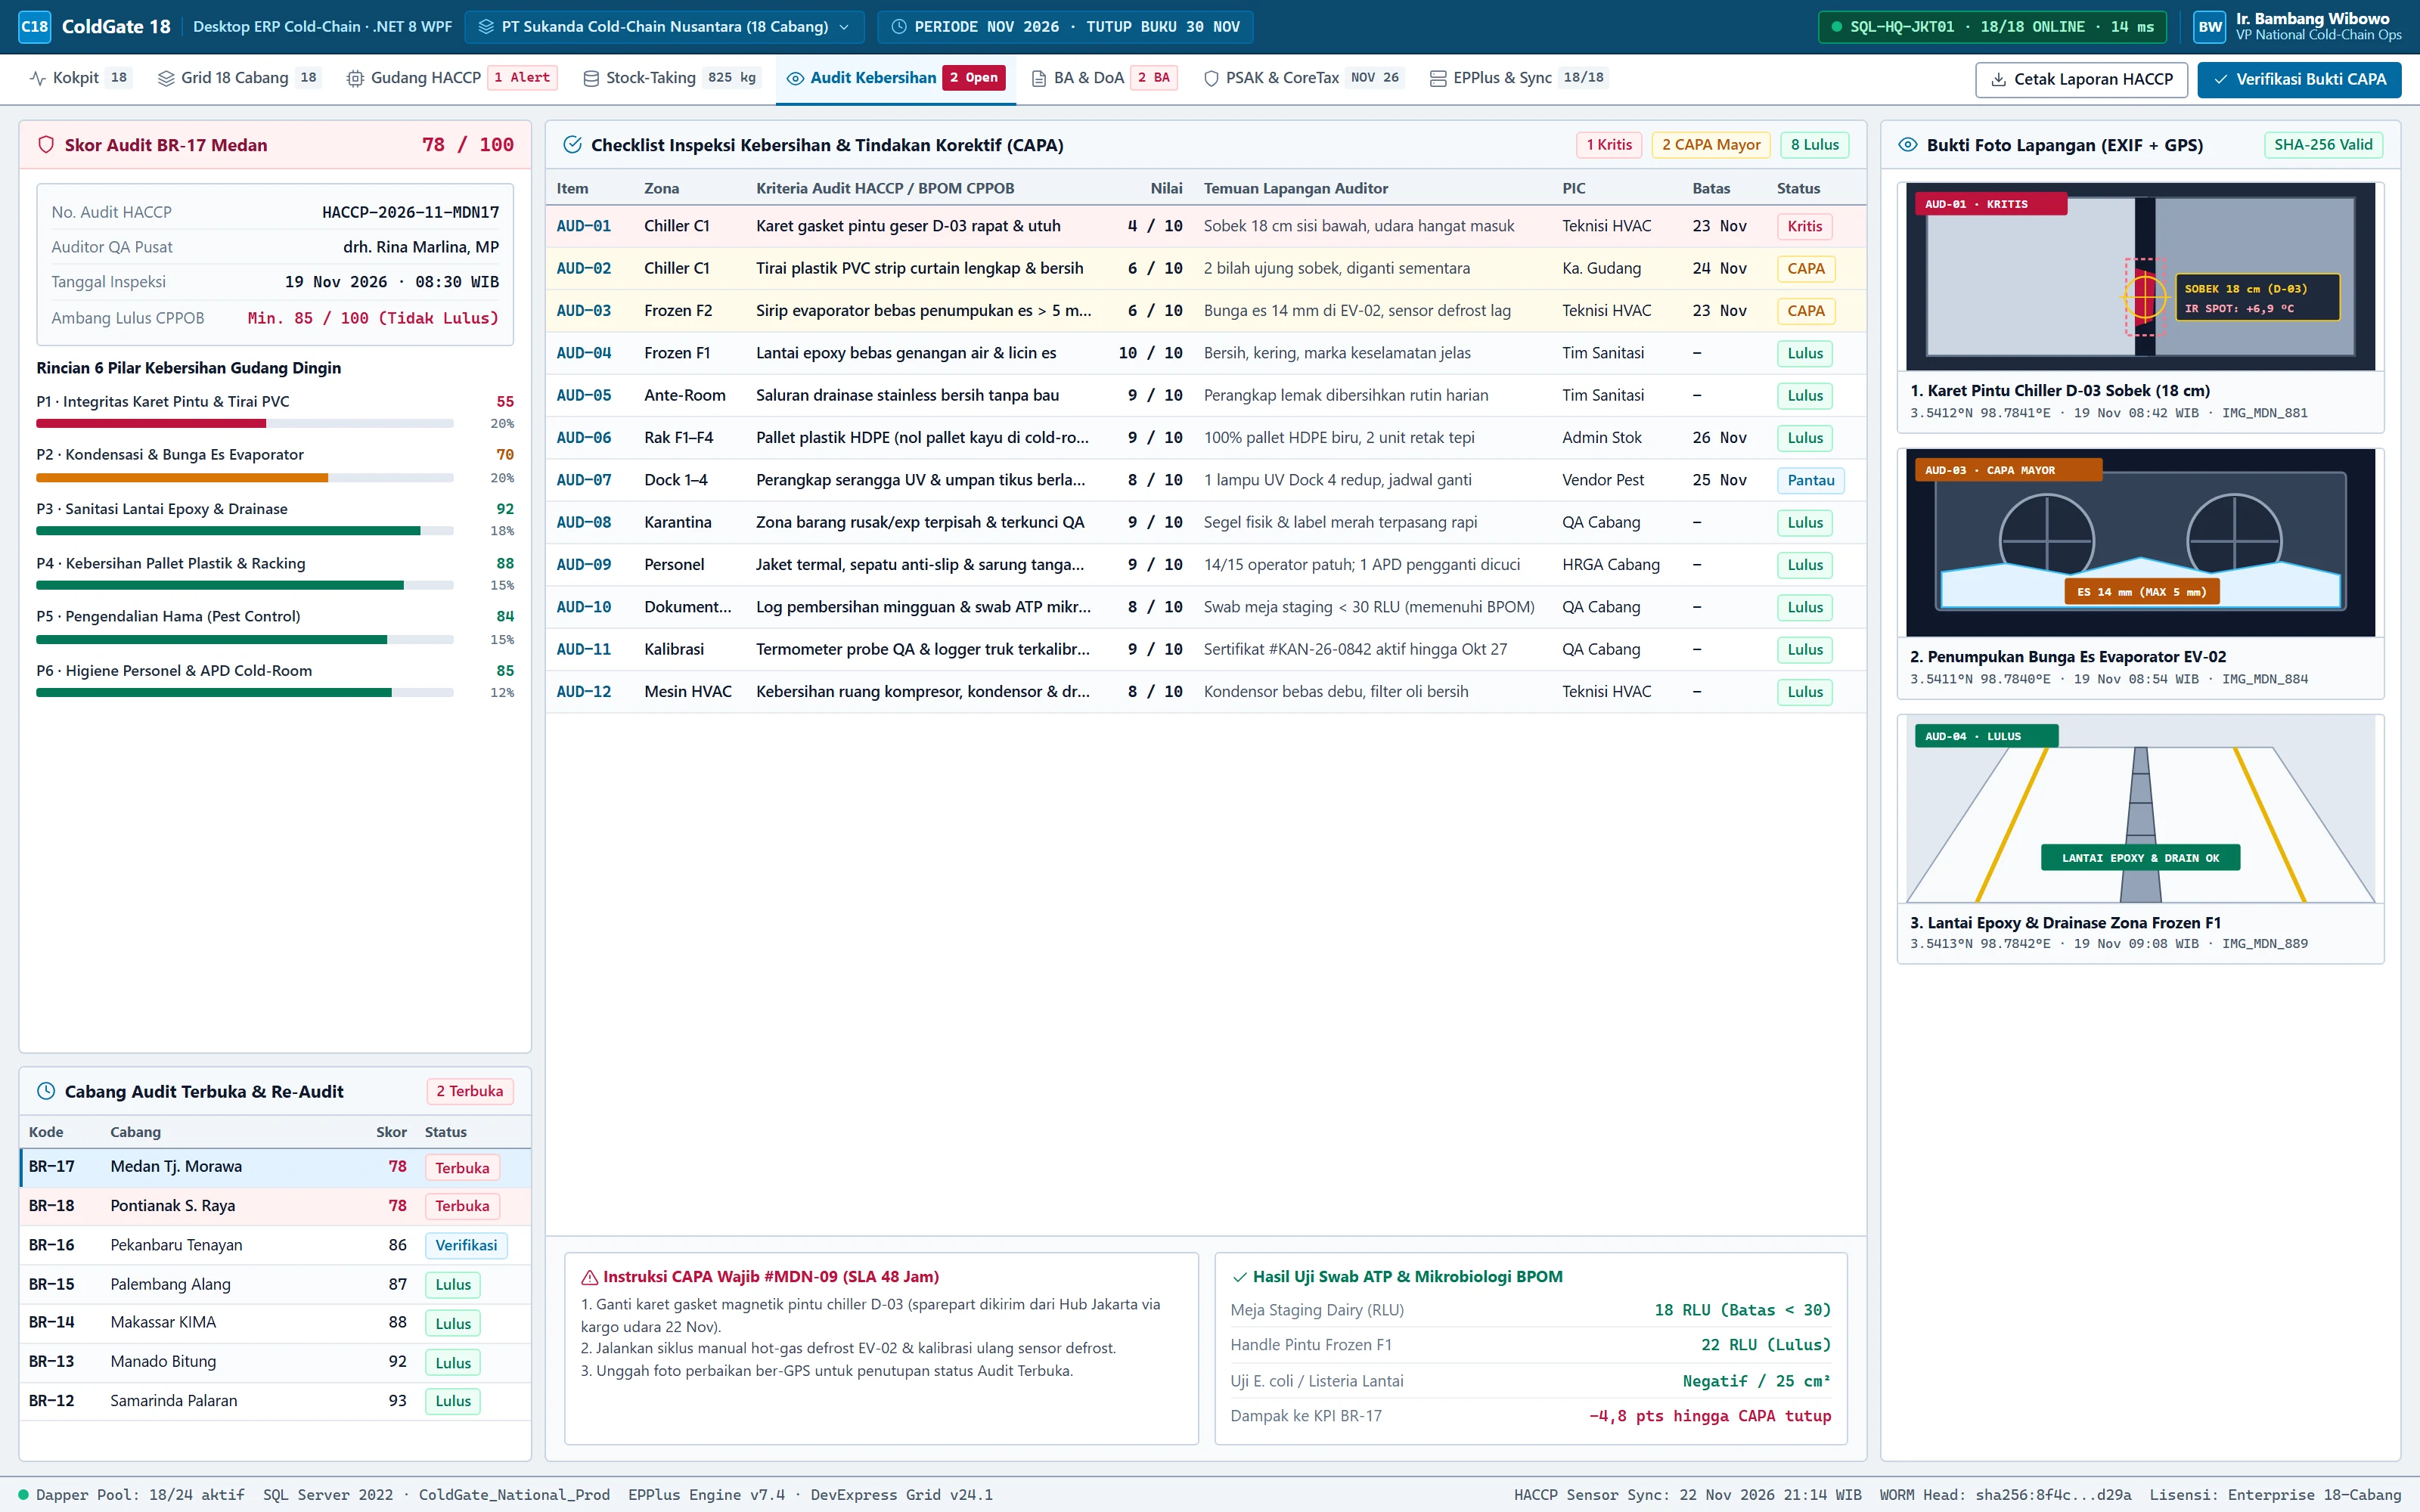 C18 ColdGate 18 Desktop ERP Cold-Chain · .NET 8 WPF PT Sukanda Cold-Chain Nusantara (18 Cabang) PERIODE NOV 2026 · TUTUP BUKU 30 NOV SQL-HQ-JKT01 · 18/18 ONLINE · 14 ms BW Ir. Bambang Wibowo
VP National Cold-Chain Ops
Kokpit 18 Grid 18 Cabang 18 Gudang HACCP 1 Alert Stock-Taking 825 kg Audit Kebersihan 2 Open BA & DoA 2 BA PSAK & CoreTax NOV 26 EPPlus & Sync 18/18 Cetak Laporan HACCP Verifikasi Bukti CAPA
Skor Audit BR-17 Medan 78 / 100
No. Audit HACCP HACCP-2026-11-MDN17
Auditor QA Pusat drh. Rina Marlina, MP
Tanggal Inspeksi 19 Nov 2026 · 08:30 WIB
Ambang Lulus CPPOB Min. 85 / 100 (Tidak Lulus)
Rincian 6 Pilar Kebersihan Gudang Dingin
P1 · Integritas Karet Pintu & Tirai PVC 55
20%
P2 · Kondensasi & Bunga Es Evaporator 70
20%
P3 · Sanitasi Lantai Epoxy & Drainase 92
18%
P4 · Kebersihan Pallet Plastik & Racking 88
15%
P5 · Pengendalian Hama (Pest Control) 84
15%
P6 · Higiene Personel & APD Cold-Room 85
12%
Cabang Audit Terbuka & Re-Audit 2 Terbuka
Kode Cabang Skor Status
BR-17 Medan Tj. Morawa 78 Terbuka
BR-18 Pontianak S. Raya 78 Terbuka
BR-16 Pekanbaru Tenayan 86 Verifikasi
BR-15 Palembang Alang 87 Lulus
BR-14 Makassar KIMA 88 Lulus
BR-13 Manado Bitung 92 Lulus
BR-12 Samarinda Palaran 93 Lulus
Checklist Inspeksi Kebersihan & Tindakan Korektif (CAPA) 1 Kritis 2 CAPA Mayor 8 Lulus
Item Zona Kriteria Audit HACCP / BPOM CPPOB Nilai Temuan Lapangan Auditor PIC Batas Status
AUD-01 Chiller C1 Karet gasket pintu geser D-03 rapat & utuh 4 / 10 Sobek 18 cm sisi bawah, udara hangat masuk Teknisi HVAC 23 Nov Kritis
AUD-02 Chiller C1 Tirai plastik PVC strip curtain lengkap & bersih 6 / 10 2 bilah ujung sobek, diganti sementara Ka. Gudang 24 Nov CAPA
AUD-03 Frozen F2 Sirip evaporator bebas penumpukan es > 5 m... 6 / 10 Bunga es 14 mm di EV-02, sensor defrost lag Teknisi HVAC 23 Nov CAPA
AUD-04 Frozen F1 Lantai epoxy bebas genangan air & licin es 10 / 10 Bersih, kering, marka keselamatan jelas Tim Sanitasi – Lulus
AUD-05 Ante-Room Saluran drainase stainless bersih tanpa bau 9 / 10 Perangkap lemak dibersihkan rutin harian Tim Sanitasi – Lulus
AUD-06 Rak F1–F4 Pallet plastik HDPE (nol pallet kayu di cold-ro... 9 / 10 100% pallet HDPE biru, 2 unit retak tepi Admin Stok 26 Nov Lulus
AUD-07 Dock 1–4 Perangkap serangga UV & umpan tikus berla... 8 / 10 1 lampu UV Dock 4 redup, jadwal ganti Vendor Pest 25 Nov Pantau
AUD-08 Karantina Zona barang rusak/exp terpisah & terkunci QA 9 / 10 Segel fisik & label merah terpasang rapi QA Cabang – Lulus
AUD-09 Personel Jaket termal, sepatu anti-slip & sarung tanga... 9 / 10 14/15 operator patuh; 1 APD pengganti dicuci HRGA Cabang – Lulus
AUD-10 Dokument... Log pembersihan mingguan & swab ATP mikr... 8 / 10 Swab meja staging < 30 RLU (memenuhi BPOM) QA Cabang – Lulus
AUD-11 Kalibrasi Termometer probe QA & logger truk terkalibr... 9 / 10 Sertifikat #KAN-26-0842 aktif hingga Okt 27 QA Cabang – Lulus
AUD-12 Mesin HVAC Kebersihan ruang kompresor, kondensor & dr... 8 / 10 Kondensor bebas debu, filter oli bersih Teknisi HVAC – Lulus
Instruksi CAPA Wajib #MDN-09 (SLA 48 Jam)
1. Ganti karet gasket magnetik pintu chiller D-03 (sparepart dikirim dari Hub Jakarta via
kargo udara 22 Nov).
2. Jalankan siklus manual hot-gas defrost EV-02 & kalibrasi ulang sensor defrost.
3. Unggah foto perbaikan ber-GPS untuk penutupan status Audit Terbuka.
Hasil Uji Swab ATP & Mikrobiologi BPOM
Meja Staging Dairy (RLU) 18 RLU (Batas < 30)
Handle Pintu Frozen F1 22 RLU (Lulus)
Uji E. coli / Listeria Lantai Negatif / 25 cm²
Dampak ke KPI BR-17 -4,8 pts hingga CAPA tutup
Bukti Foto Lapangan (EXIF + GPS) SHA-256 Valid
AUD-01 · KRITIS
SOBEK 18 cm (D-03)
IR SPOT: +6,9 °C
1. Karet Pintu Chiller D-03 Sobek (18 cm)
3.5412°N 98.7841°E · 19 Nov 08:42 WIB · IMG_MDN_881
AUD-03 · CAPA MAYOR
ES 14 mm (MAX 5 mm)
2. Penumpukan Bunga Es Evaporator EV-02
3.5411°N 98.7840°E · 19 Nov 08:54 WIB · IMG_MDN_884
AUD-04 · LULUS
LANTAI EPOXY & DRAIN OK
3. Lantai Epoxy & Drainase Zona Frozen F1
3.5413°N 98.7842°E · 19 Nov 09:08 WIB · IMG_MDN_889
Dapper Pool: 18/24 aktif SQL Server 2022 · ColdGate_National_Prod EPPlus Engine v7.4 · DevExpress Grid v24.1 HACCP Sensor Sync: 22 Nov 2026 21:14 WIB WORM Head: sha256:8f4c...d29a Lisensi: Enterprise 18-Cabang